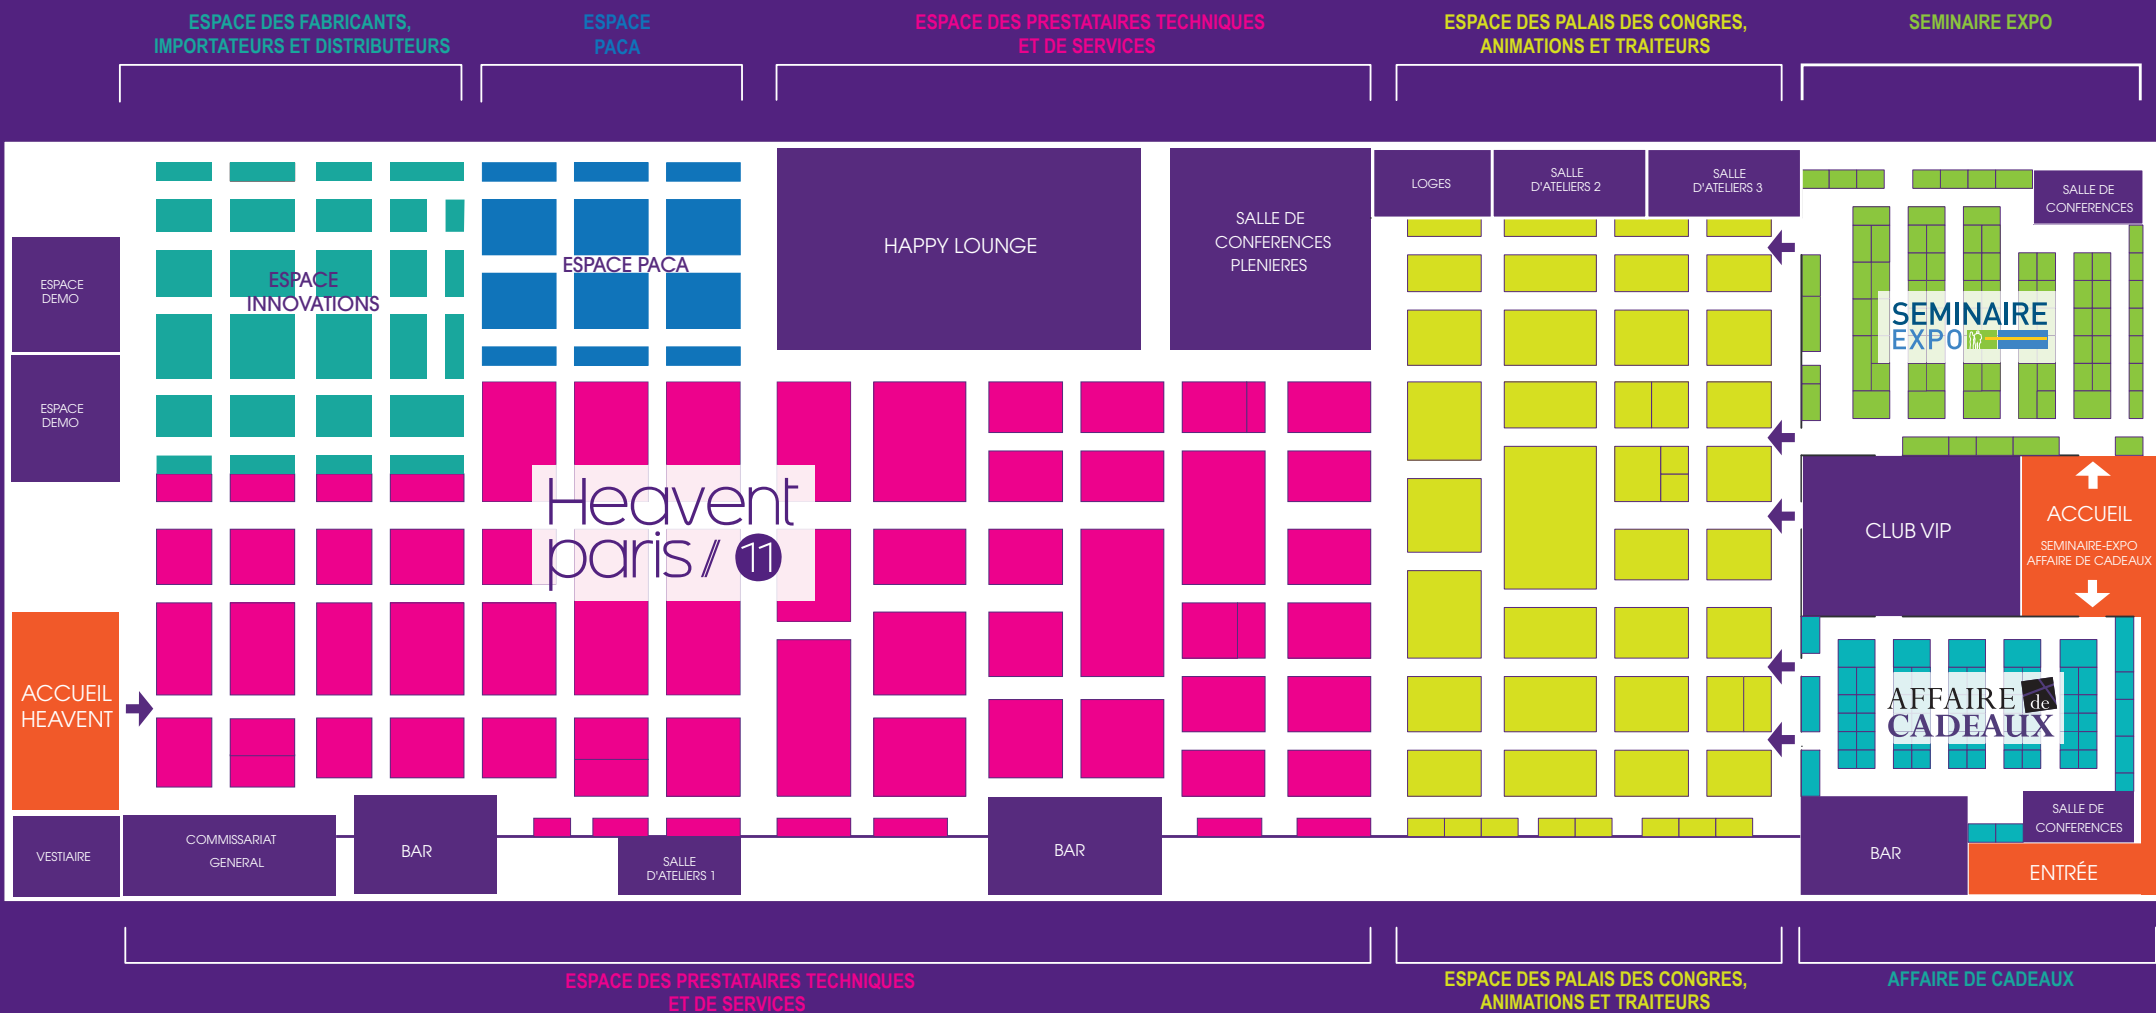 ESPACE DES FABRICANTS,
IMPORTATEURS ET DISTRIBUTEURS
ESPACE
PACA
ESPACE DES PRESTATAIRES TECHNIQUES
ET DE SERVICES
ESPACE DES PALAIS DES CONGRES,
ANIMATIONS ET TRAITEURS
SEMINAIRE EXPO
ESPACE
DEMO
ESPACE
DEMO
ESPACE
INNOVATIONS
ESPACE PACA
HAPPY LOUNGE
SALLE DE
CONFERENCES
PLENIERES
LOGES
SALLE
D'ATELIERS 2
SALLE
D'ATELIERS 3
SALLE DE
CONFERENCES
SEMINAIRE
EXPO
Heavent
paris/ 11
CLUB VIP
ACCUEIL
SEMINAIRE-EXPO
AFFAIRE DE CADEAUX
ACCUEIL
HEAVENT
AFFAIRE de
CADEAUX
VESTIAIRE
COMMISSARIAT
GENERAL
BAR
SALLE
D'ATELIERS 1
BAR
BAR
SALLE DE
CONFERENCES
ENTRÉE
ESPACE DES PRESTATAIRES TECHNIQUES
ET DE SERVICES
ESPACE DES PALAIS DES CONGRES,
ANIMATIONS ET TRAITEURS
AFFAIRE DE CADEAUX